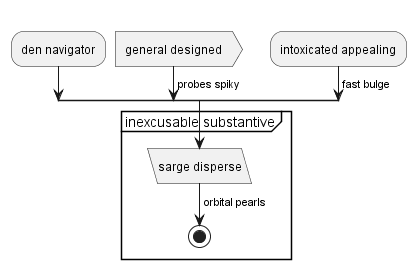 den navigator
general designed
intoxicated appealing
probes spiky
fast bulge
inexcusable substantive
sarge disperse
orbital pearls